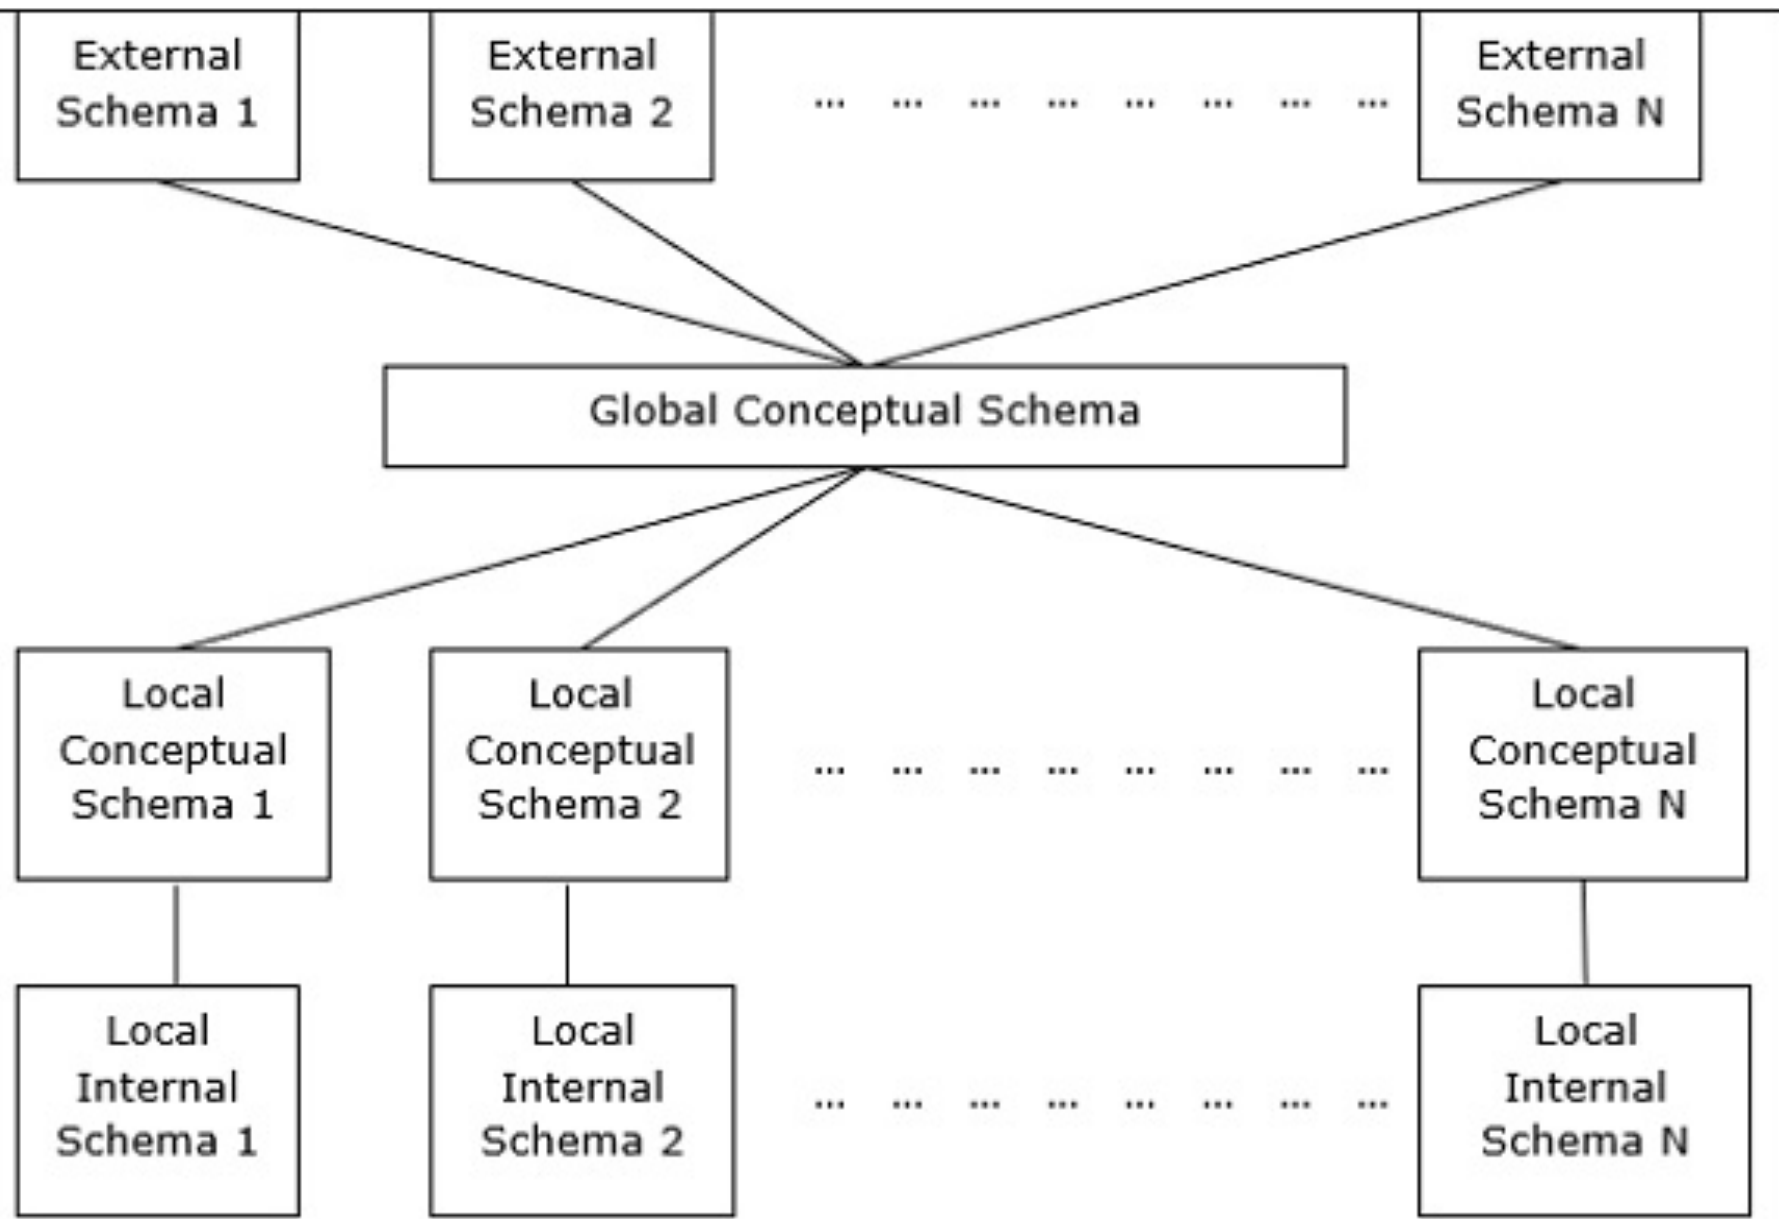 External
Schema 1
External
Schema 2
... ... ... ... ... ... ... ...
External
Schema N
Global Conceptual Schema
Local
Conceptual
Schema 1
Local
Conceptual
Schema 2
... ... ... ... ... ... ... ...
Local
Conceptual
Schema N
Local
Internal
Schema 1
Local
Internal
Schema 2
... ... ... ... ... ... ... ...
Local
Internal
Schema N